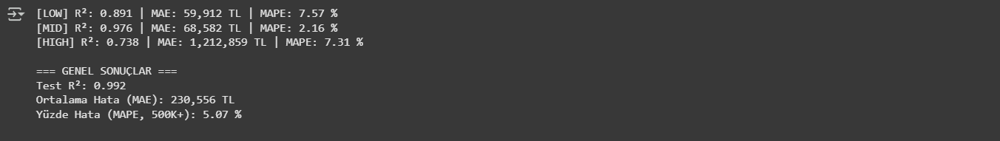 [LOW] R²: 0.891 | MAE: 59,912 TL | MAPE: 7.57 %
[MID] R²: 0.976 | MAE: 68,582 TL | MAPE: 2.16 %
[HIGH] R²: 0.738 | MAE: 1,212,859 TL | MAPE: 7.31 %
=== GENEL SONUÇLAR ===
Test R²: 0.992
Ortalama Hata (MAE): 230,556 TL
Yüzde Hata (MAPE, 500K+): 5.07 %